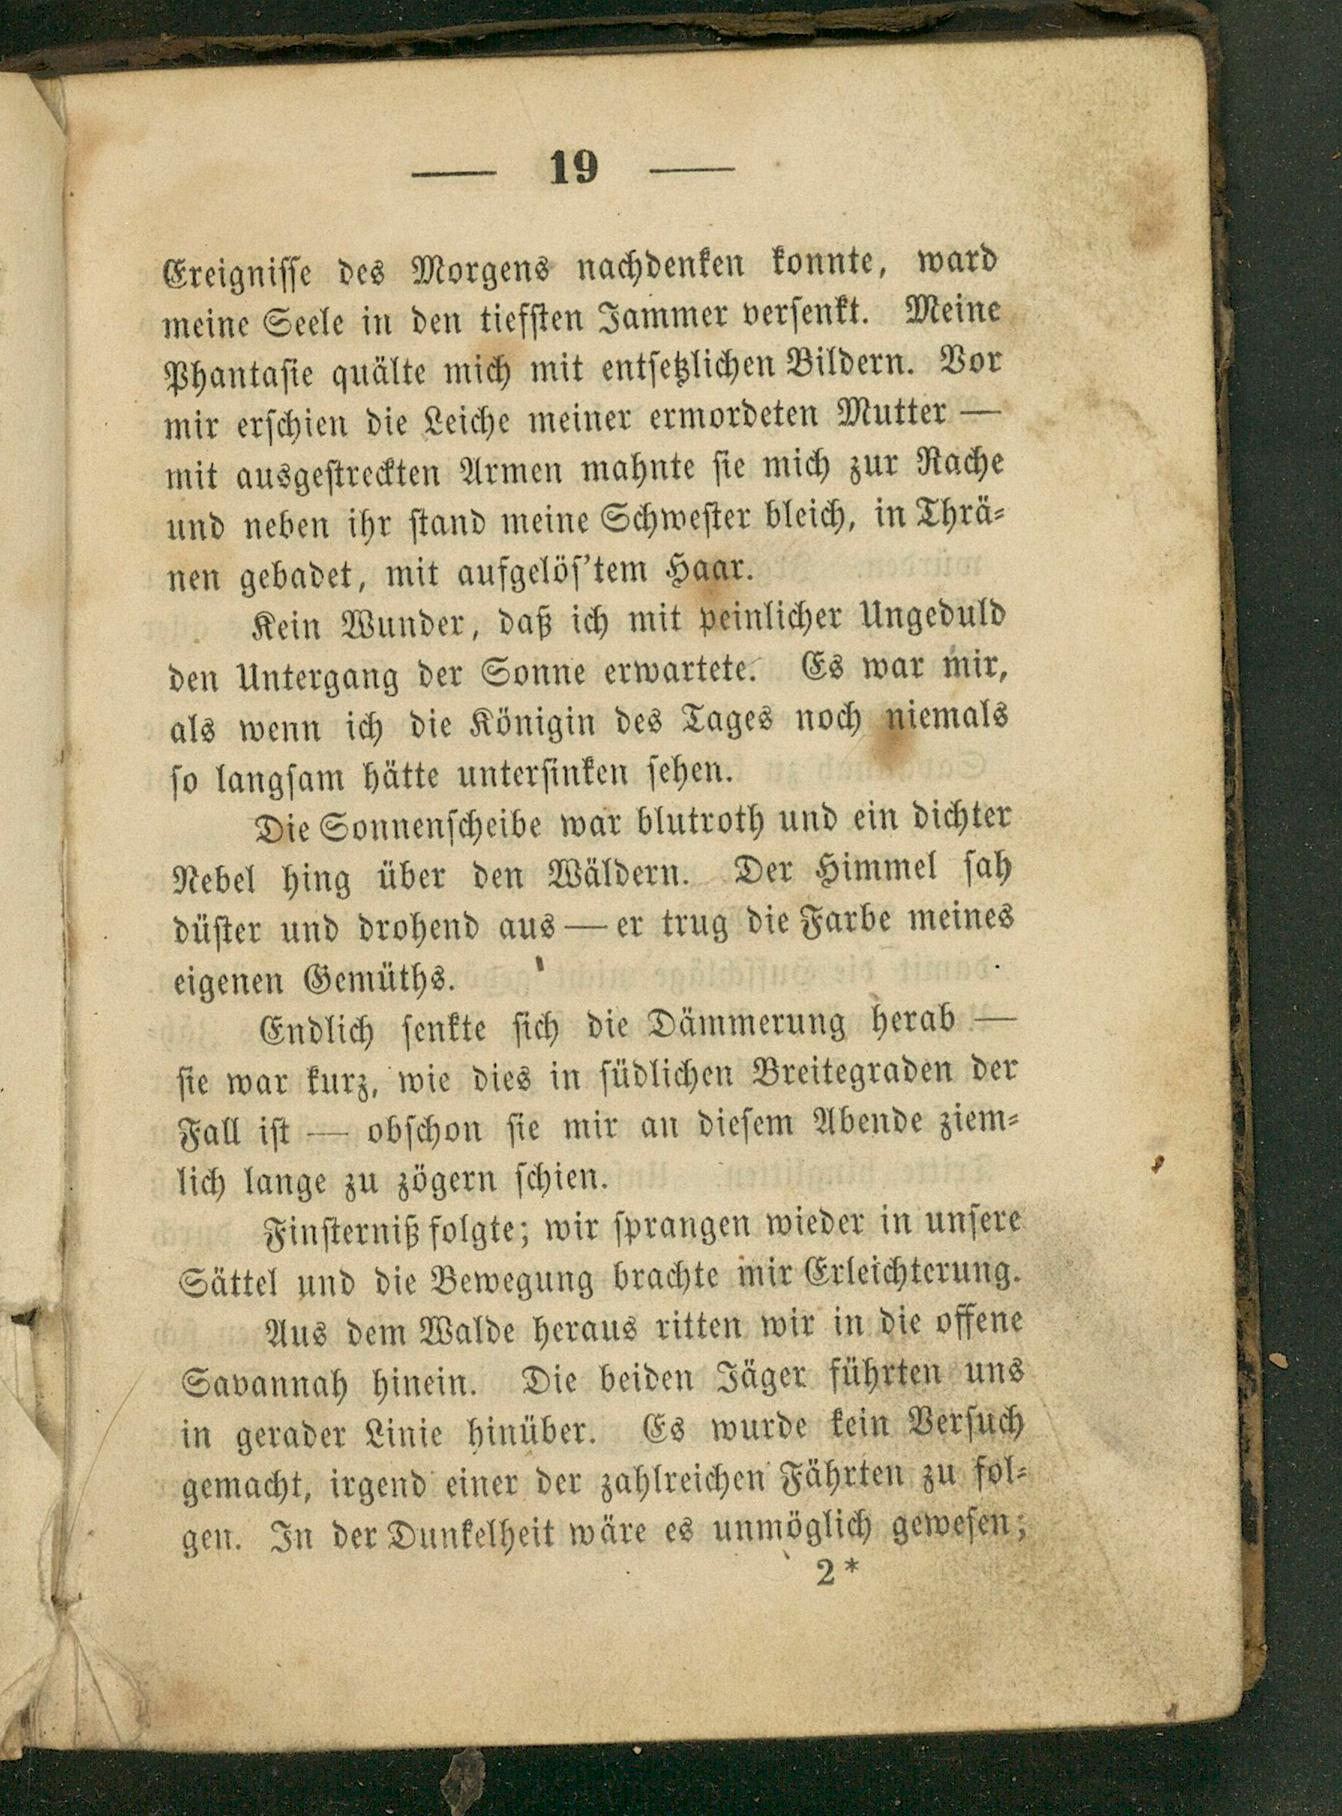 — 19 —
Ereigniſſe des Morgens nachdenken konnte, ward
meine Seele in den tiefſten Jammer verſenkt. Meine
Phantaſie quälte mich mit entſetzlichen Bildern. Vor
mir erſchien die Leiche meiner ermordeten Mutter —
mit ausgeſtreckten Armen mahnte ſie mich zur Rache
und neben ihr ſtand meine Schweſter bleich, in Thrä-
nen gebadet, mit aufgelöſ'tem Haar.
Kein Wunder, daß ich mit peinlicher Ungeduld
den Untergang der Sonne erwartete. Es war mir,
als wenn ich die Königin des Tages noch niemals
ſo langſam hätte unterſinken ſehen.
Die Sonnenſcheibe war blutroth und ein dichter
Nebel hing über den Wäldern. Der Himmel ſah
düſter und drohend aus — er trug die Farbe meines
eigenen Gemüths.
Endlich ſenkte ſich die Dämmerung herab —
ſie war kurz, wie dies in ſüdlichen Breitegraden der
Fall iſt — obſchon ſie mir an dieſem Abende ziem-
lich lange zu zögern ſchien.
Finſterniß folgte; wir ſprangen wieder in unſere
Sättel und die Bewegung brachte mir Erleichterung.
Aus dem Walde heraus ritten wir in die offene
Savannah hinein. Die beiden Jäger führten uns
in gerader Linie hinüber. Es wurde kein Verſuch
gemacht, irgend einer der zahlreichen Fährten zu fol-
gen. In der Dunkelheit wäre es unmöglich geweſen;
2*